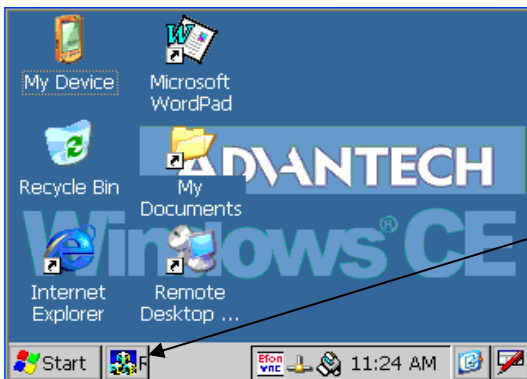 My Device
Microsoft
WordPad
Recycle Bin
My
Documents
ADVANTECH
Windows® CE
Internet
Explorer
Remote
Desktop ...
Start
R
Efon
VNC
11:24 AM